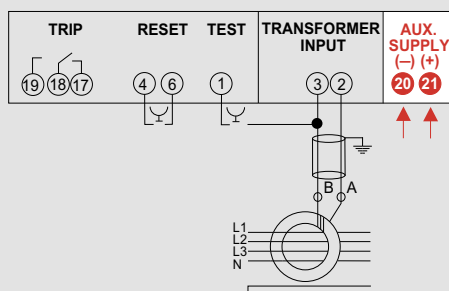 TRIP
RESET
TEST
TRANSFORMER
INPUT
AUX.
SUPPLY
(–) (+)
19 18 17
4 6
1
3 2
20 21
B A
L1
L2
L3
N